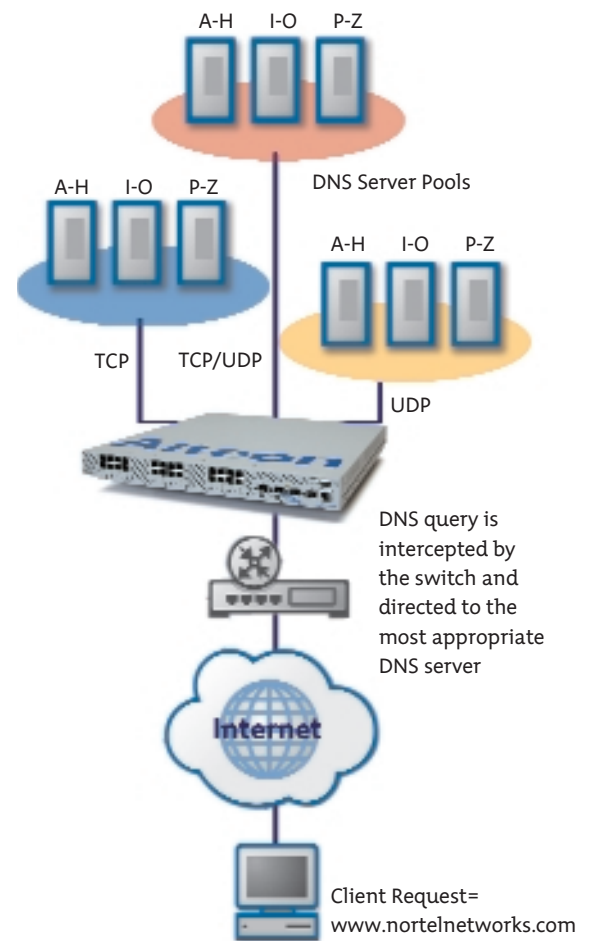 A-H I-O P-Z
DNS Server Pools
A-H I-O P-Z
A-H I-O P-Z
TCP
TCP/UDP
UDP
Alteon
DNS query is
intercepted by
the switch and
directed to the
most appropriate
DNS server
Internet
Client Request=
www.nortelnetworks.com